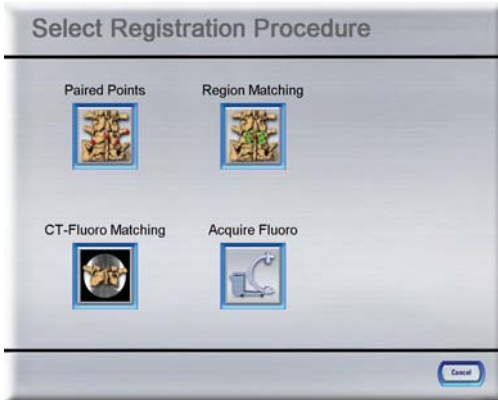 Select Registration Procedure
Paired Points
Region Matching
CT-Fluoro Matching
Acquire Fluoro
Cancel